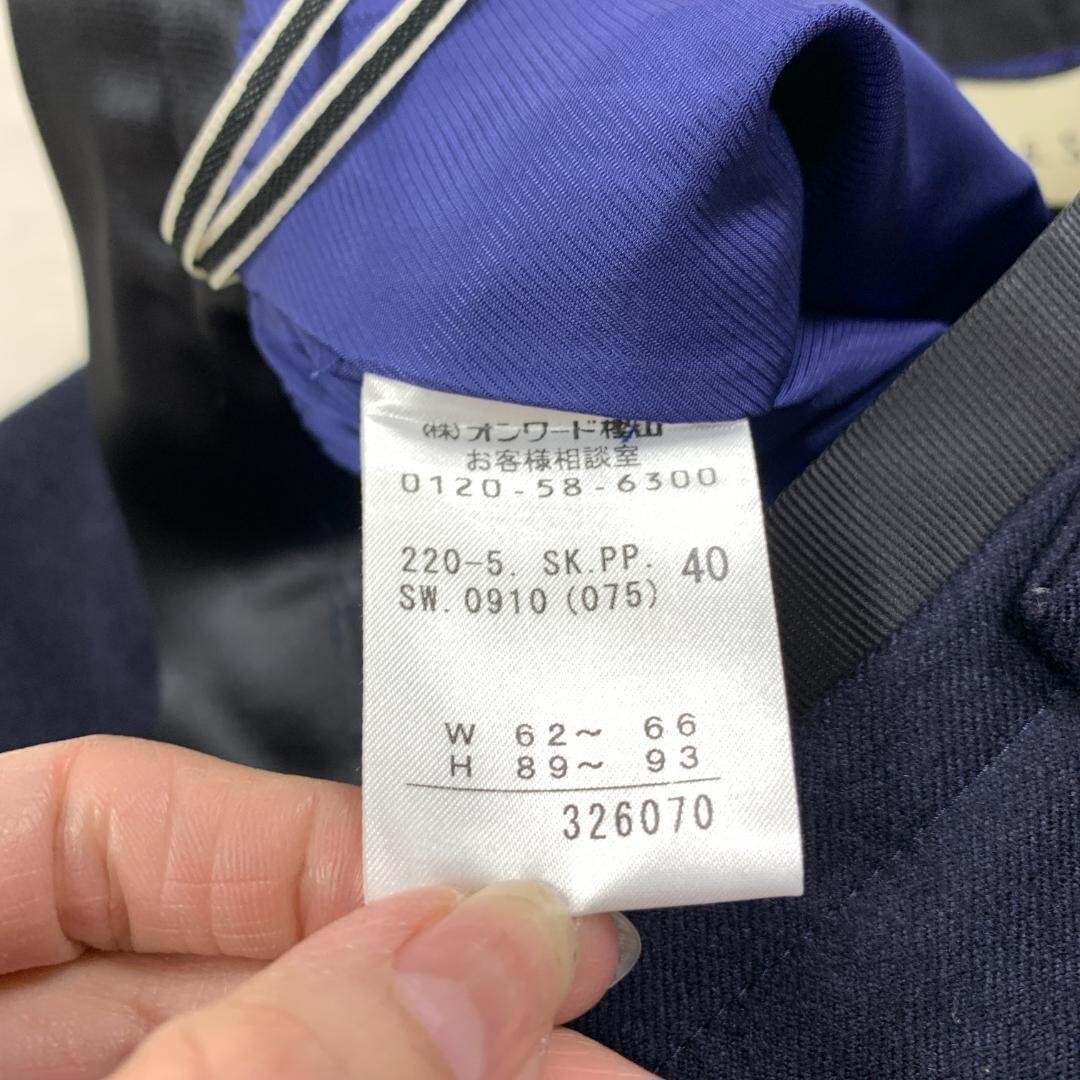 (株)オンワード樫山
お客様相談室
0120-58-6300
220-5. SK.PP. 40
SW. 0910 (075)
W 62～ 66
H 89～ 93
326070